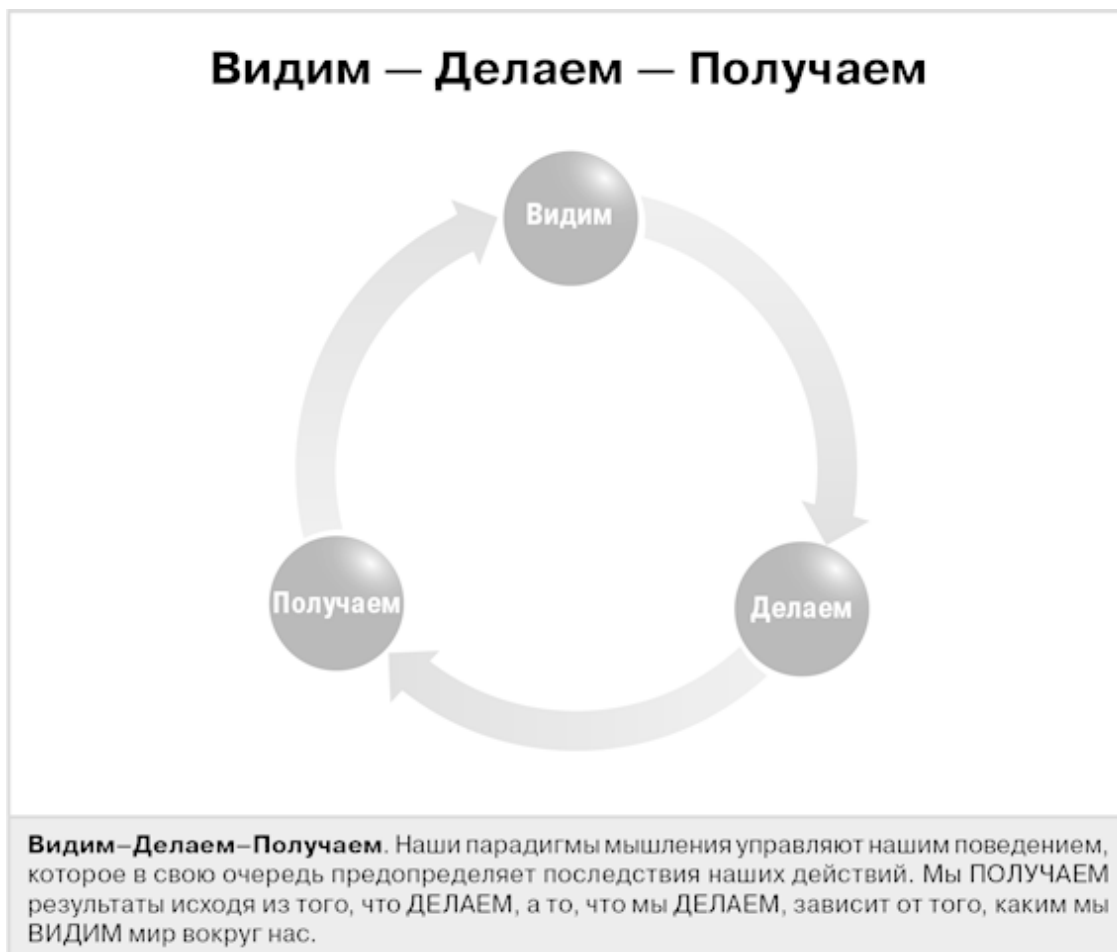 Видим — Делаем — Получаем
Видим
Получаем
Делаем
Видим–Делаем–Получаем. Наши парадигмы мышления управляют нашим поведением,
которое в свою очередь предопределяет последствия наших действий. Мы ПОЛУЧАЕМ
результаты исходя из того, что ДЕЛАЕМ, а то, что мы ДЕЛАЕМ, зависит от того, каким мы
ВИДИМ мир вокруг нас.